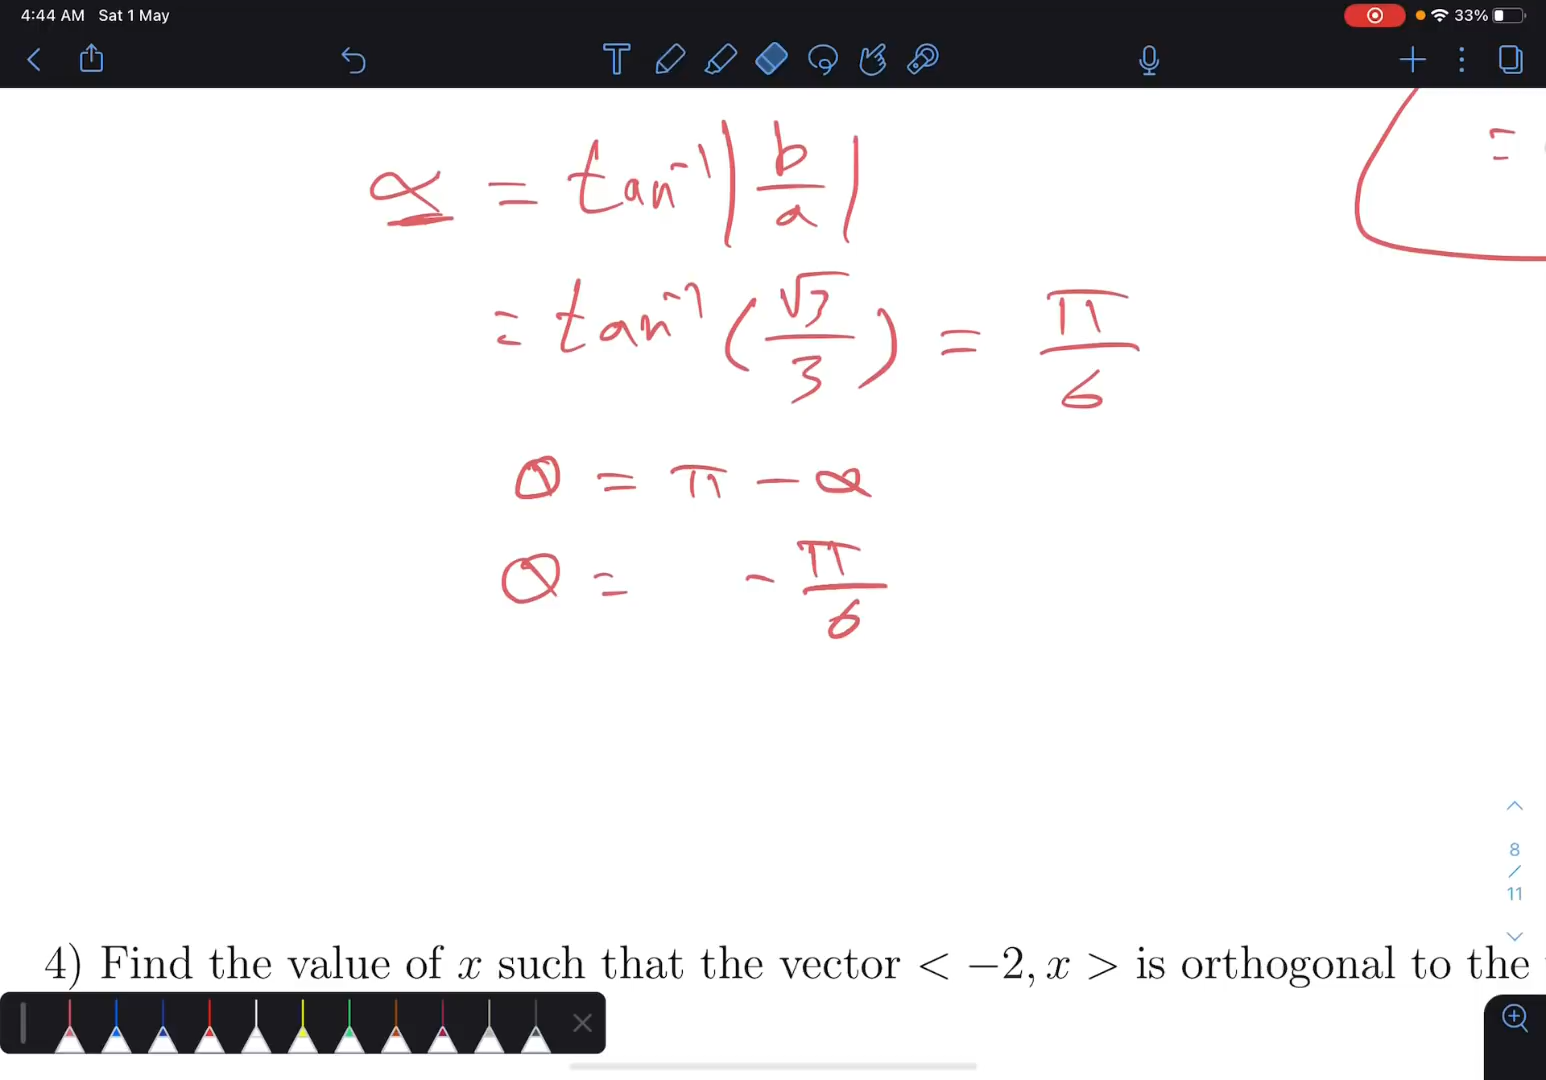 4:44 AM Sat 1 May
33%
T
α = tan⁻¹ | b/a |
= tan⁻¹ ( √3/3 ) = π/6
θ = π − α
θ = − π/6
=
8
/
11
4) Find the value of x such that the vector < −2, x > is orthogonal to the